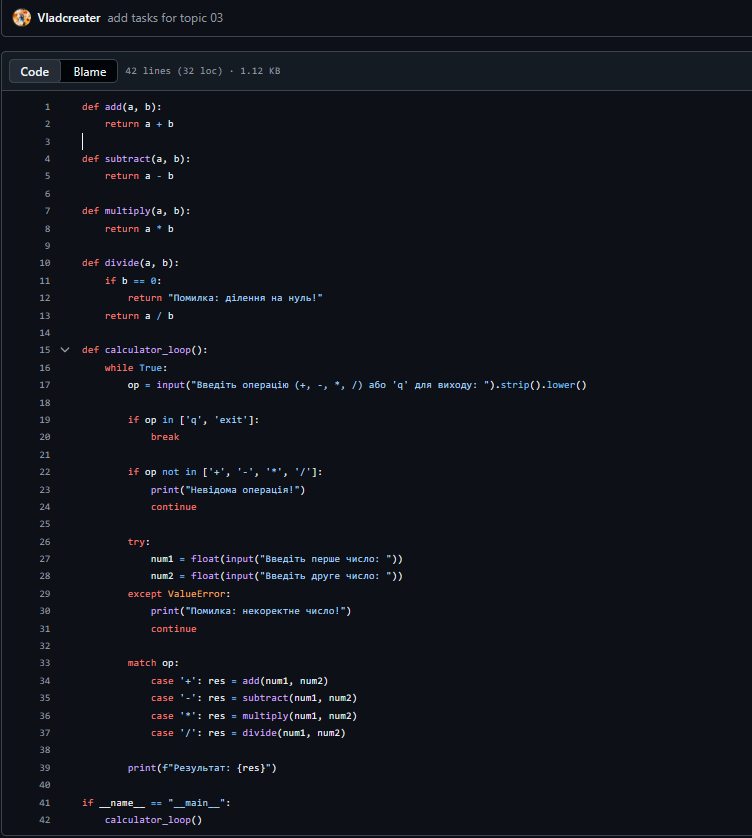 Vladcreater add tasks for topic 03
Code Blame 42 lines (32 loc) · 1.12 KB
1 def add(a, b):
2 return a + b
3
4 def subtract(a, b):
5 return a - b
6
7 def multiply(a, b):
8 return a * b
9
10 def divide(a, b):
11 if b == 0:
12 return "Помилка: ділення на нуль!"
13 return a / b
14
15 def calculator_loop():
16 while True:
17 op = input("Введіть операцію (+, -, *, /) або 'q' для виходу: ").strip().lower()
18
19 if op in ['q', 'exit']:
20 break
21
22 if op not in ['+', '-', '*', '/']:
23 print("Невідома операція!")
24 continue
25
26 try:
27 num1 = float(input("Введіть перше число: "))
28 num2 = float(input("Введіть друге число: "))
29 except ValueError:
30 print("Помилка: некоректне число!")
31 continue
32
33 match op:
34 case '+': res = add(num1, num2)
35 case '-': res = subtract(num1, num2)
36 case '*': res = multiply(num1, num2)
37 case '/': res = divide(num1, num2)
38
39 print(f"Результат: {res}")
40
41 if __name__ == "__main__":
42 calculator_loop()